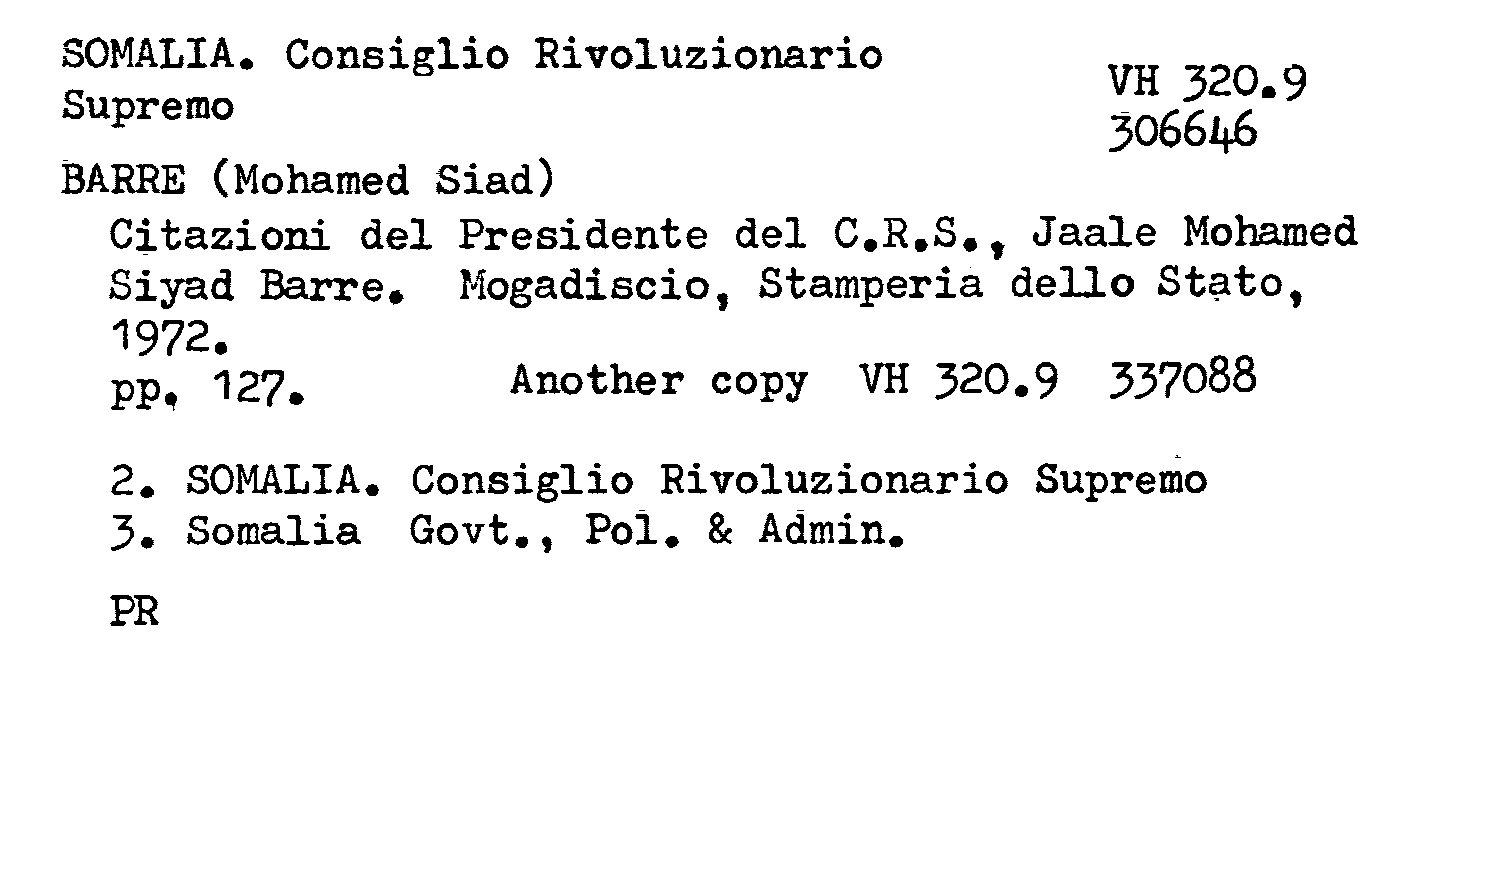 SOMALIA. Consiglio Rivoluzionario
Supremo
VH 320.9
306646
BARRE (Mohamed Siad)
Citazioni del Presidente del C.R.S., Jaale Mohamed
Siyad Barre. Mogadiscio, Stamperia dello Stato,
1972.
pp. 127. Another copy VH 320.9 337088
2. SOMALIA. Consiglio Rivoluzionario Supremo
3. Somalia Govt., Pol. & Admin.
PR